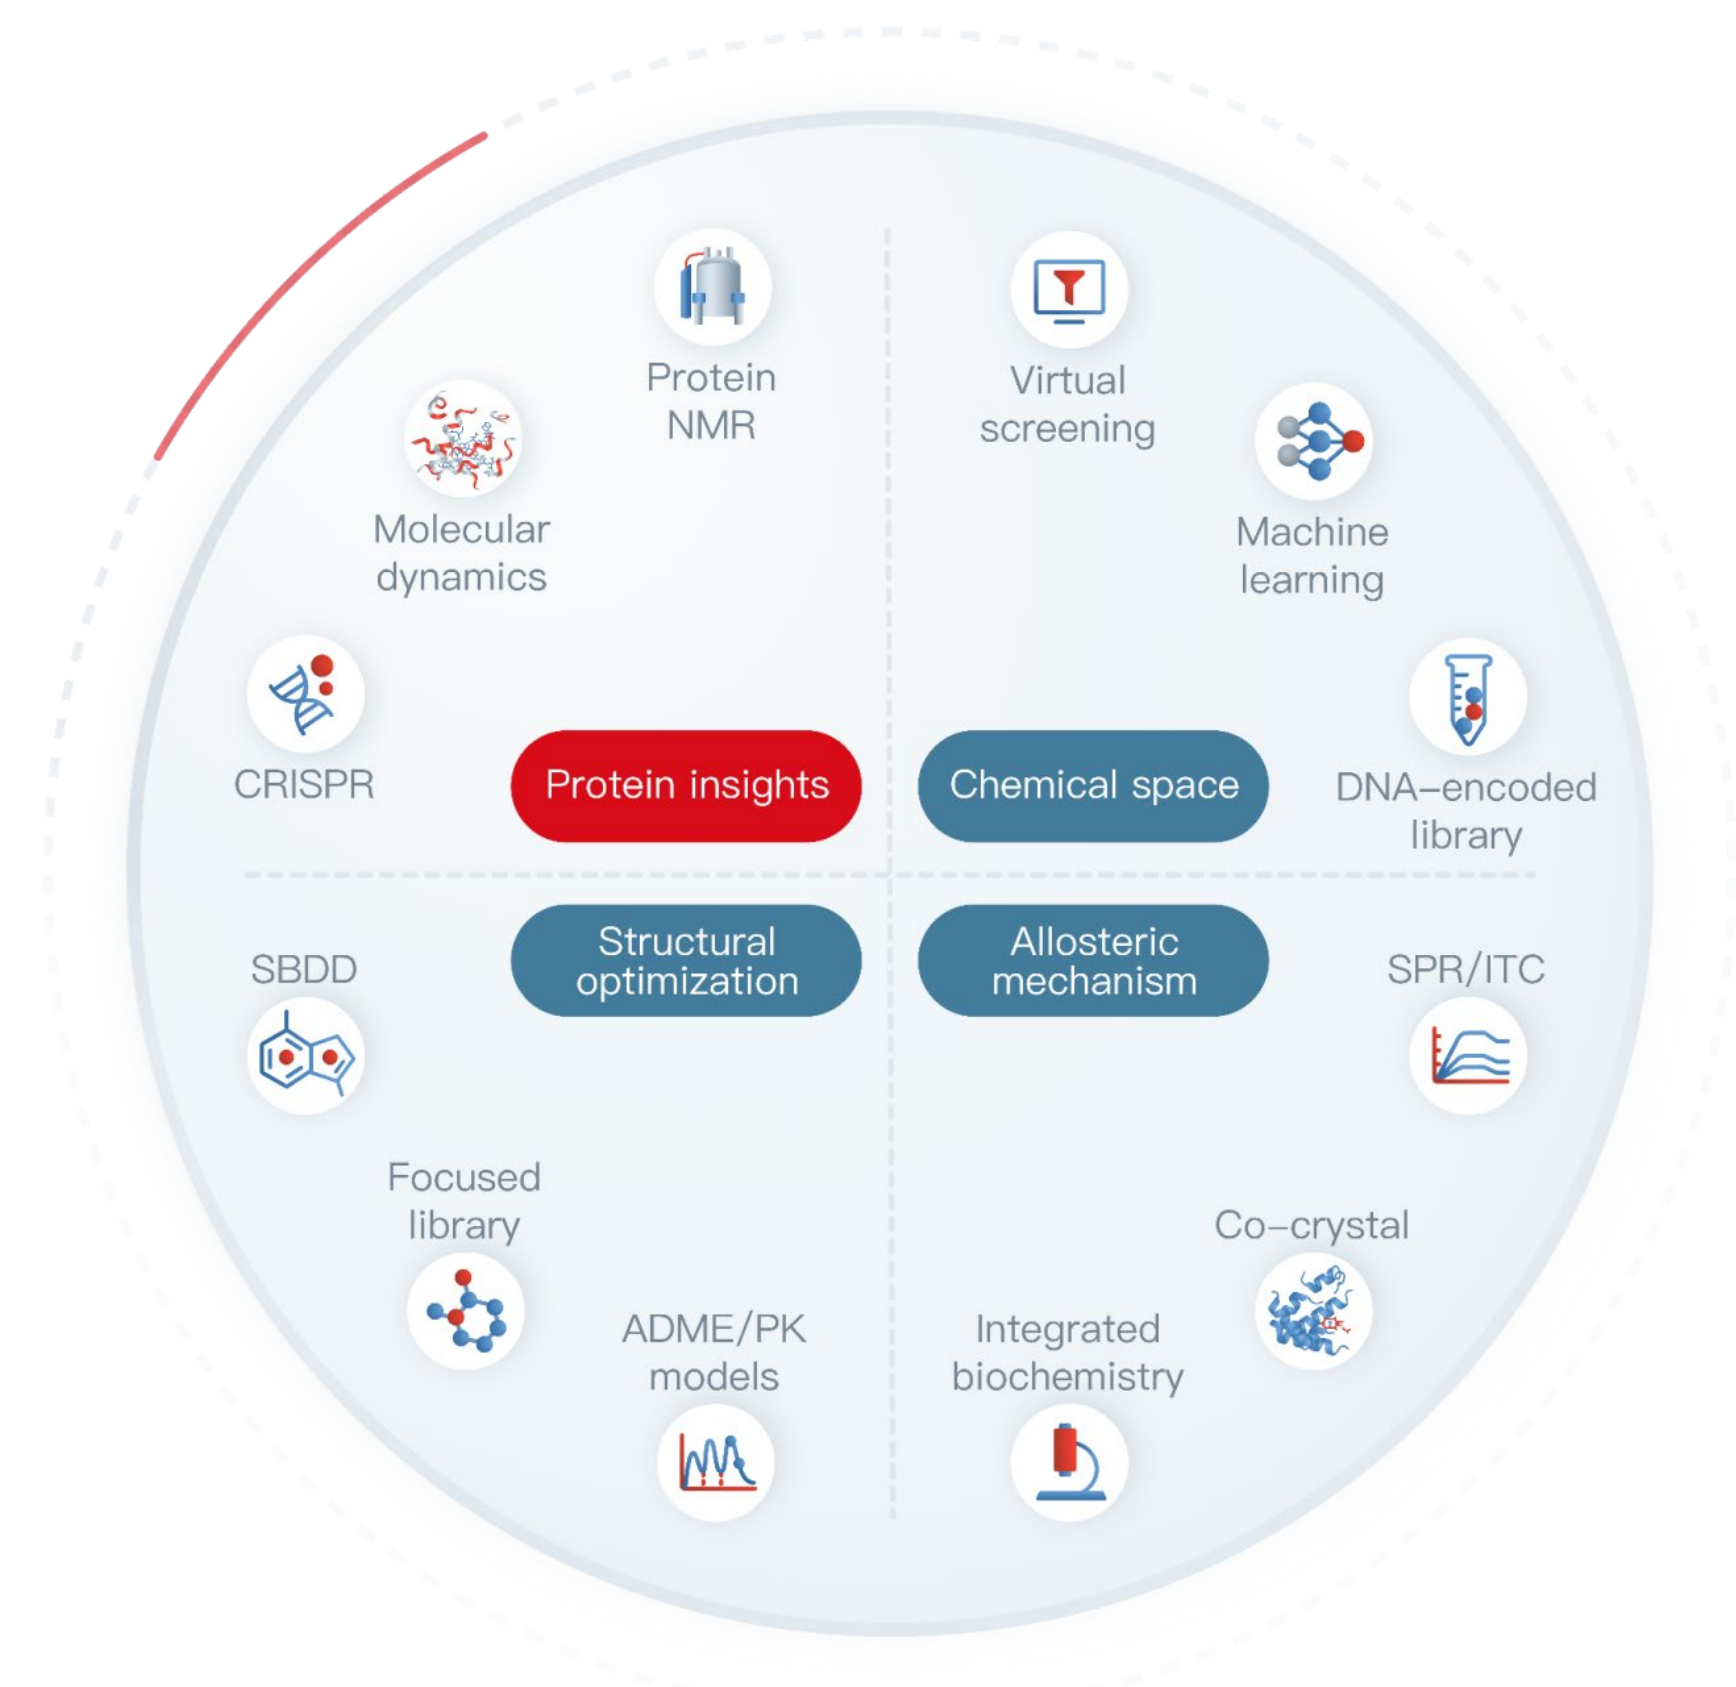 Protein
NMR
Virtual
screening
Molecular
dynamics
Machine
learning
CRISPR
Protein insights
Chemical space
DNA–encoded
library
SBDD
Structural
optimization
Allosteric
mechanism
SPR/ITC
Focused
library
Co–crystal
ADME/PK
models
Integrated
biochemistry